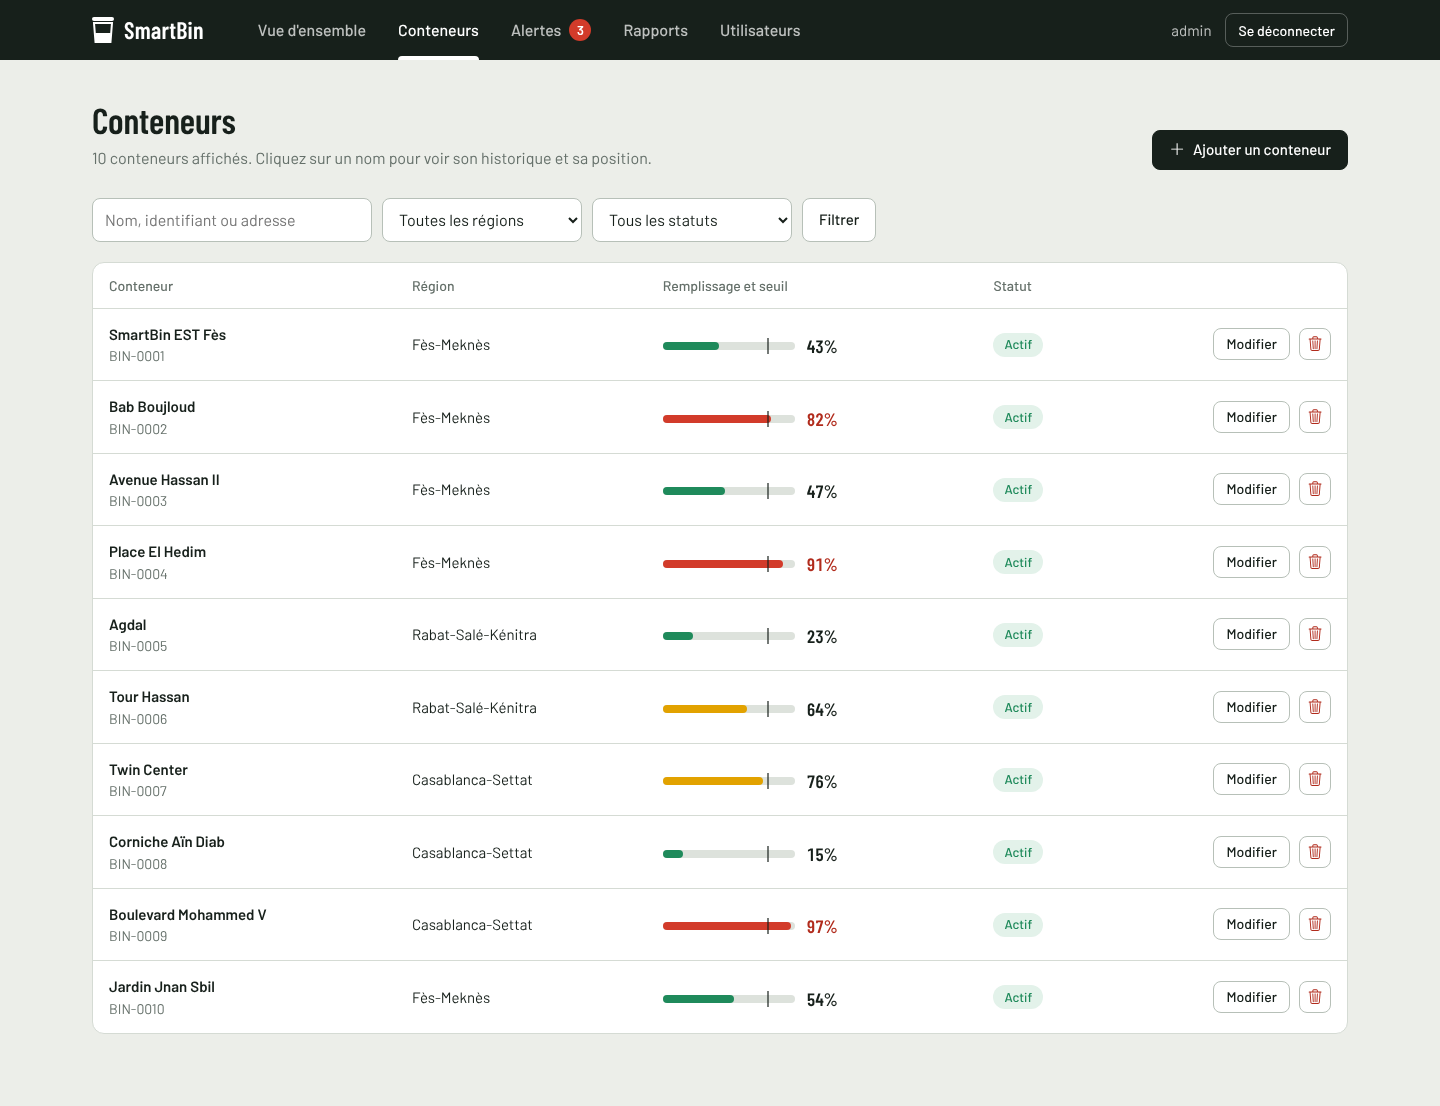 SmartBin
Vue d'ensemble
Conteneurs
Alertes 3
Rapports
Utilisateurs
admin
Se déconnecter
Conteneurs
10 conteneurs affichés. Cliquez sur un nom pour voir son historique et sa position.
Ajouter un conteneur
Nom, identifiant ou adresse
Toutes les régions
Tous les statuts
Filtrer
Conteneur Région Remplissage et seuil Statut
SmartBin EST Fès
BIN-0001
Fès-Meknès 43% Actif Modifier
Bab Boujloud
BIN-0002
Fès-Meknès 82% Actif Modifier
Avenue Hassan II
BIN-0003
Fès-Meknès 47% Actif Modifier
Place El Hedim
BIN-0004
Fès-Meknès 91% Actif Modifier
Agdal
BIN-0005
Rabat-Salé-Kénitra 23% Actif Modifier
Tour Hassan
BIN-0006
Rabat-Salé-Kénitra 64% Actif Modifier
Twin Center
BIN-0007
Casablanca-Settat 76% Actif Modifier
Corniche Aïn Diab
BIN-0008
Casablanca-Settat 15% Actif Modifier
Boulevard Mohammed V
BIN-0009
Casablanca-Settat 97% Actif Modifier
Jardin Jnan Sbil
BIN-0010
Fès-Meknès 54% Actif Modifier